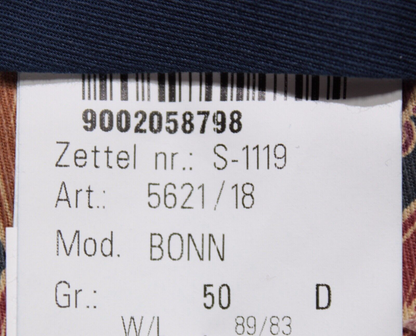 9002058798
Zettel nr.: S-1119
Art.: 5621/18
Mod. BONN
Gr.: 50 D
W/L . 89/83